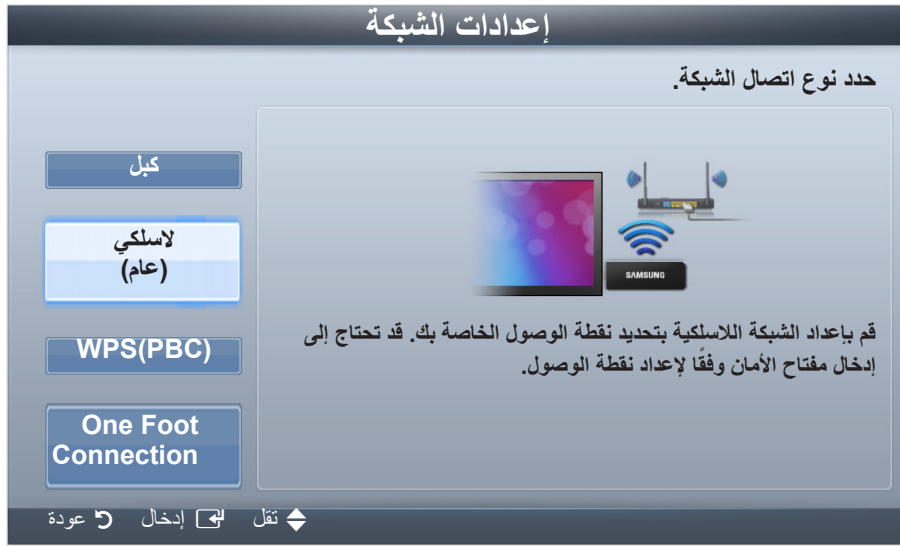 إعدادات الشبكة
حدد نوع اتصال الشبكة.
كبل
لاسلكي
(عام)
WPS(PBC)
One Foot
Connection
SAMSUNG
قم بإعداد الشبكة اللاسلكية بتحديد نقطة الوصول الخاصة بك. قد تحتاج إلى
إدخال مفتاح الأمان وفقًا لإعداد نقطة الوصول.
تقل إدخال عودة